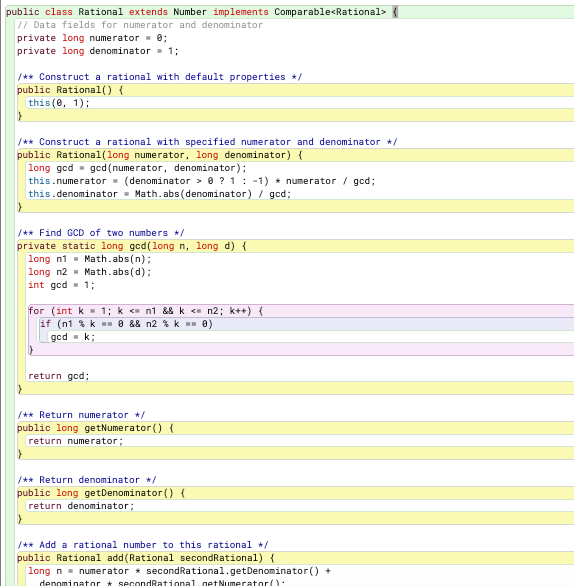 public class Rational extends Number implements Comparable<Rational> {
// Data fields for numerator and denominator
private long numerator = 0;
private long denominator = 1;
/** Construct a rational with default properties */
public Rational() {
this(0, 1);
}
/** Construct a rational with specified numerator and denominator */
public Rational(long numerator, long denominator) {
long gcd = gcd(numerator, denominator);
this.numerator = (denominator > 0 ? 1 : -1) * numerator / gcd;
this.denominator = Math.abs(denominator) / gcd;
}
/** Find GCD of two numbers */
private static long gcd(long n, long d) {
long n1 = Math.abs(n);
long n2 = Math.abs(d);
int gcd = 1;
for (int k = 1; k <= n1 && k <= n2; k++) {
if (n1 % k == 0 && n2 % k == 0)
gcd = k;
}
return gcd;
}
/** Return numerator */
public long getNumerator() {
return numerator;
}
/** Return denominator */
public long getDenominator() {
return denominator;
}
/** Add a rational number to this rational */
public Rational add(Rational secondRational) {
long n = numerator * secondRational.getDenominator() +
denominator * secondRational.getNumerator();